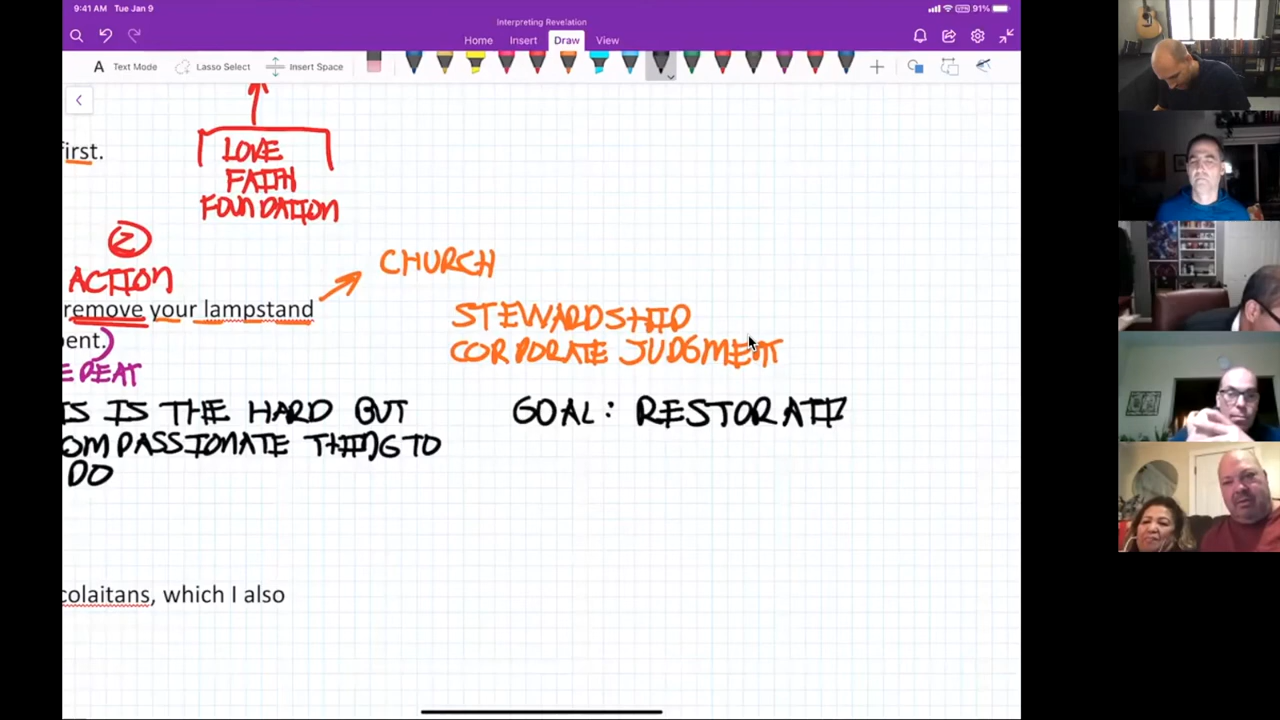 9:41 AM Tue Jan 9
91%
Interpreting Revelation
Home Insert Draw View
Text Mode Lasso Select Insert Space
first.
LOVE
FAITH
FOUNDATION
2
ACTION
CHURCH
remove your lampstand
STEWARDSHIP
pent.)
CORPORATE JUDGMENT
EPEAT
IS IS THE HARD BUT
GOAL: RESTORATI
OMPASSIONATE THING TO
DO
colaitans, which I also